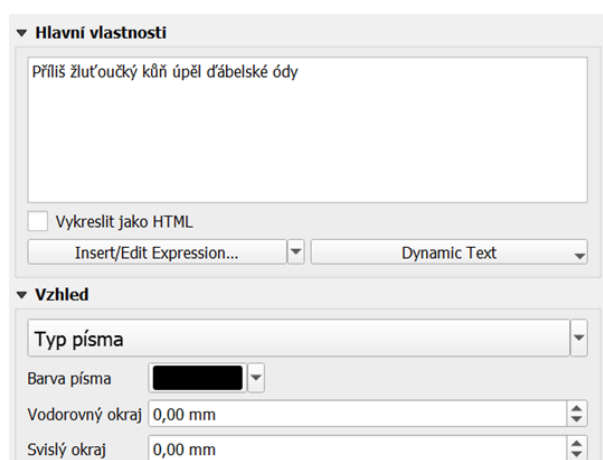 Hlavní vlastnosti
Příliš žluťoučký kůň úpěl ďábelské ódy
Vykreslit jako HTML
Insert/Edit Expression... Dynamic Text
Vzhled
Typ písma
Barva písma
Vodorovný okraj 0,00 mm
Svislý okraj 0,00 mm